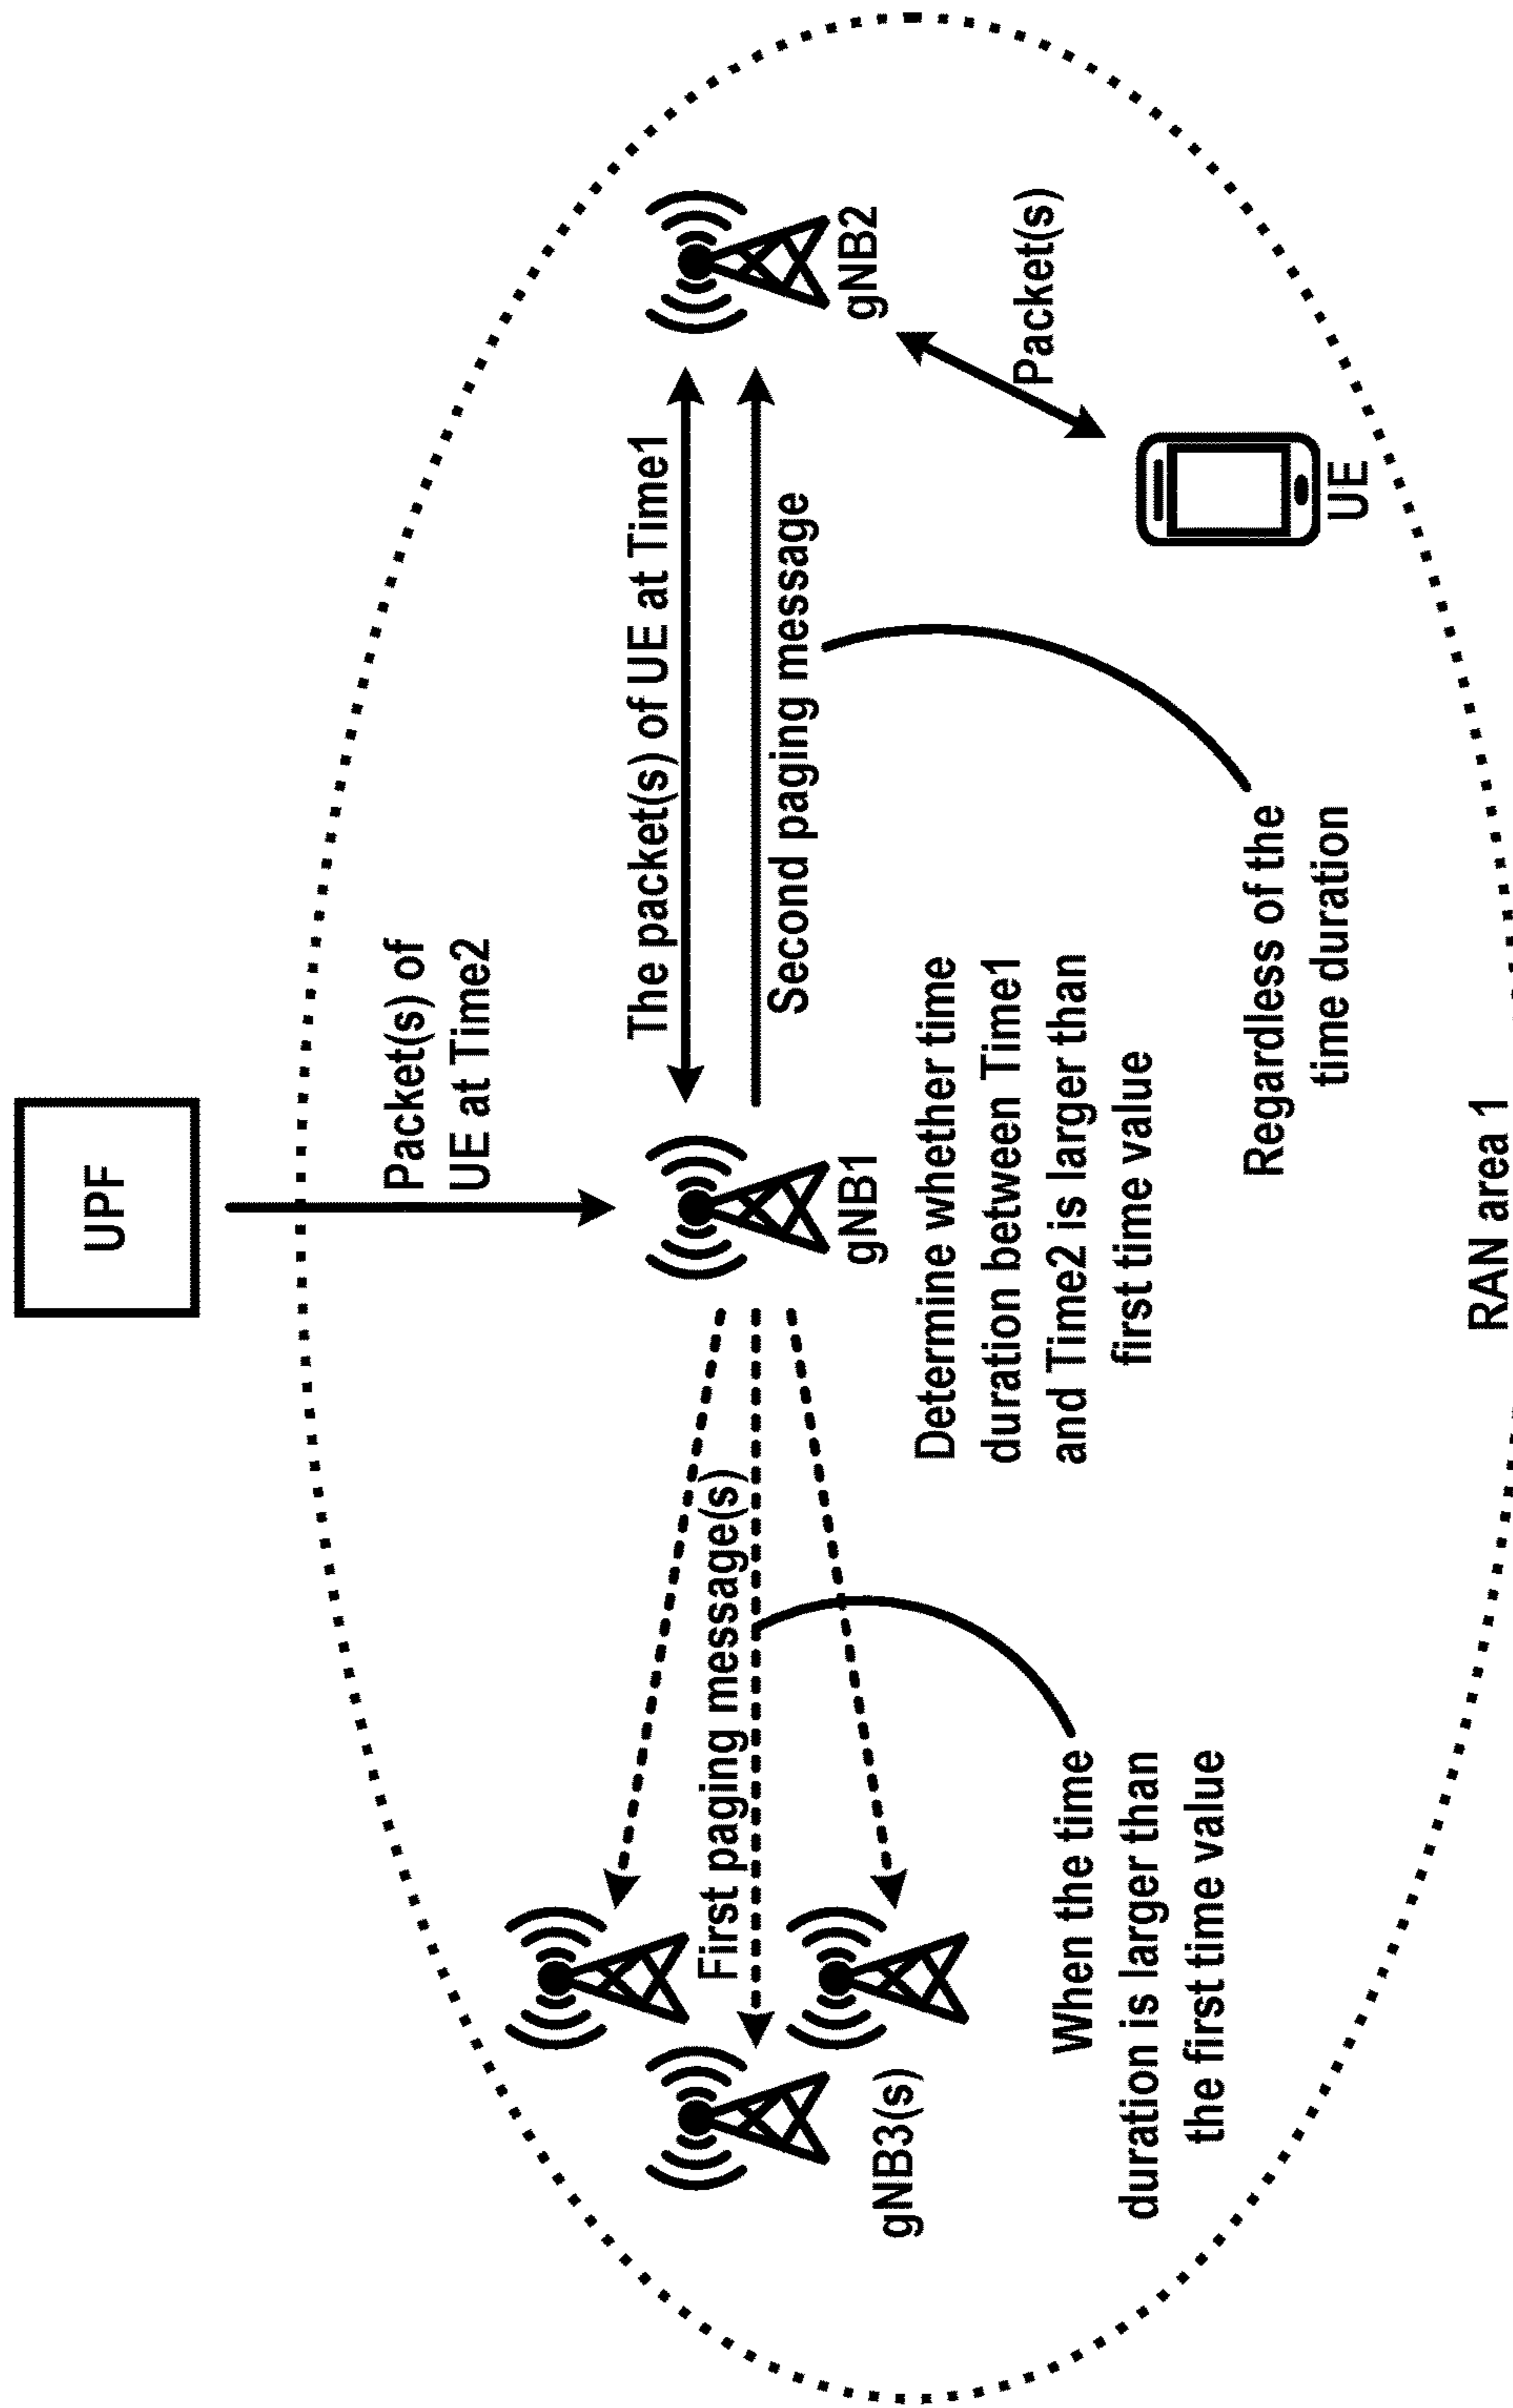 UPF
Packet(s) of
UE at Time2
The packet(s) of UE at Time1
Second paging message
First paging message(s)
gNB1
gNB2
gNB3(s)
Packet(s)
UE
Determine whether time
duration between Time1
and Time2 is larger than
first time value
When the time
duration is larger than
the first time value
Regardless of the
time duration
RAN area 1